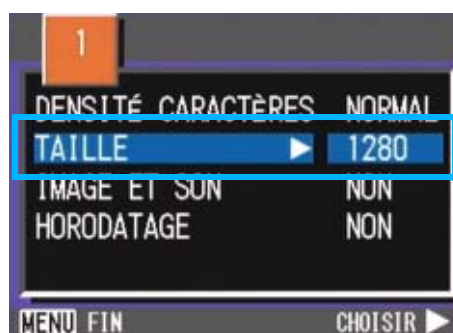 1
DENSITÉ CARACTÈRES NORMAL
TAILLE 1280
IMAGE ET SON NON
HORODATAGE NON
MENU FIN CHOISIR